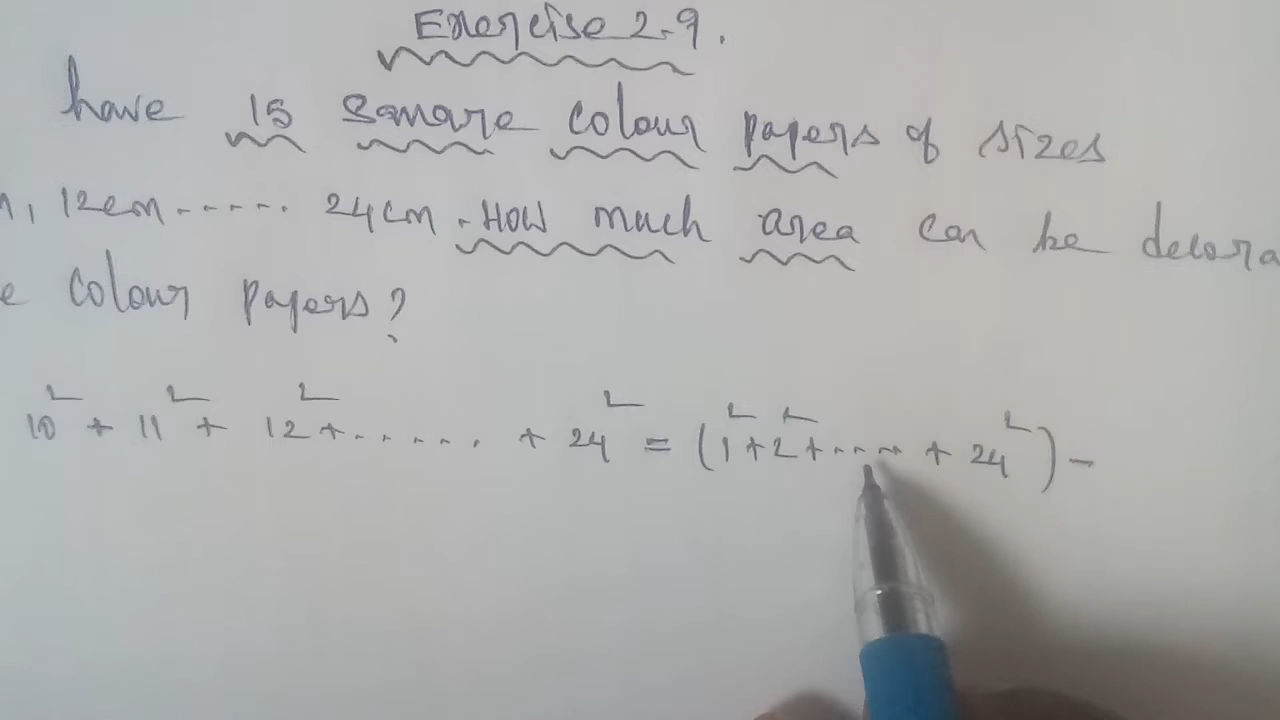 Exercise 2.9.
have 15 square colour papers of sizes
12cm...... 24cm. How much area can be decora
e colour papers?
10² + 11² + 12² +...... + 24² = (1² + 2² +..... + 24²) -